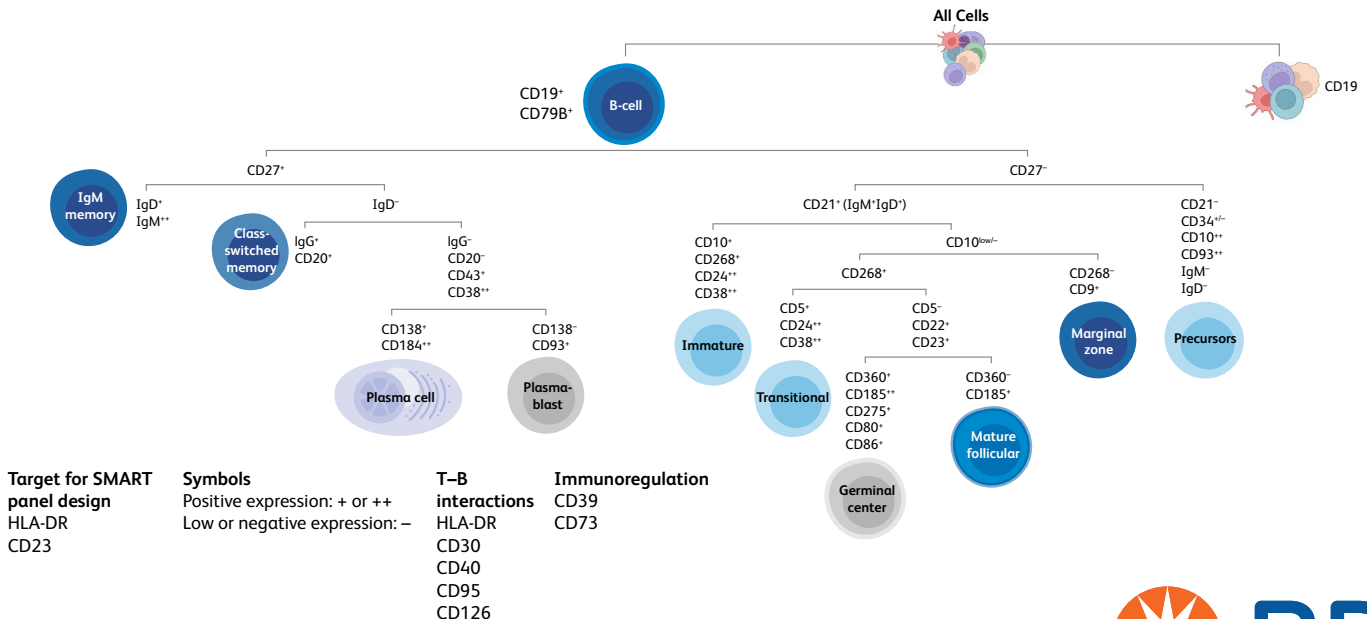 All Cells
CD19⁺
CD79B⁺
B-cell
CD19
CD27⁺
CD27⁻
IgM
memory
IgD⁺
IgM⁺⁺
IgD⁻
Class-
switched
memory
IgG⁺
CD20⁺
IgG⁻
CD20⁻
CD43⁺
CD38⁺⁺
CD138⁺
CD184⁺⁺
Plasma cell
CD138⁻
CD93⁺
Plasma-
blast
CD21⁺ (IgM⁺IgD⁺)
CD10⁺
CD268⁺
CD24⁺⁺
CD38⁺⁺
Immature
CD10low/–
CD268⁺
CD5⁺
CD24⁺⁺
CD38⁺⁺
Transitional
CD5⁻
CD22⁺
CD23⁺
CD360⁺
CD185⁺⁺
CD275⁺
CD80⁺
CD86⁺
Germinal
center
CD360⁻
CD185⁺
Mature
follicular
CD268⁻
CD9⁺
Marginal
zone
CD21⁻
CD34⁺/⁻
CD10⁺⁺
CD93⁺⁺
IgM⁻
IgD⁻
Precursors
Target for SMART
panel design
HLA-DR
CD23
Symbols
Positive expression: + or ++
Low or negative expression: –
T–B
interactions
HLA-DR
CD30
CD40
CD95
CD126
Immunoregulation
CD39
CD73